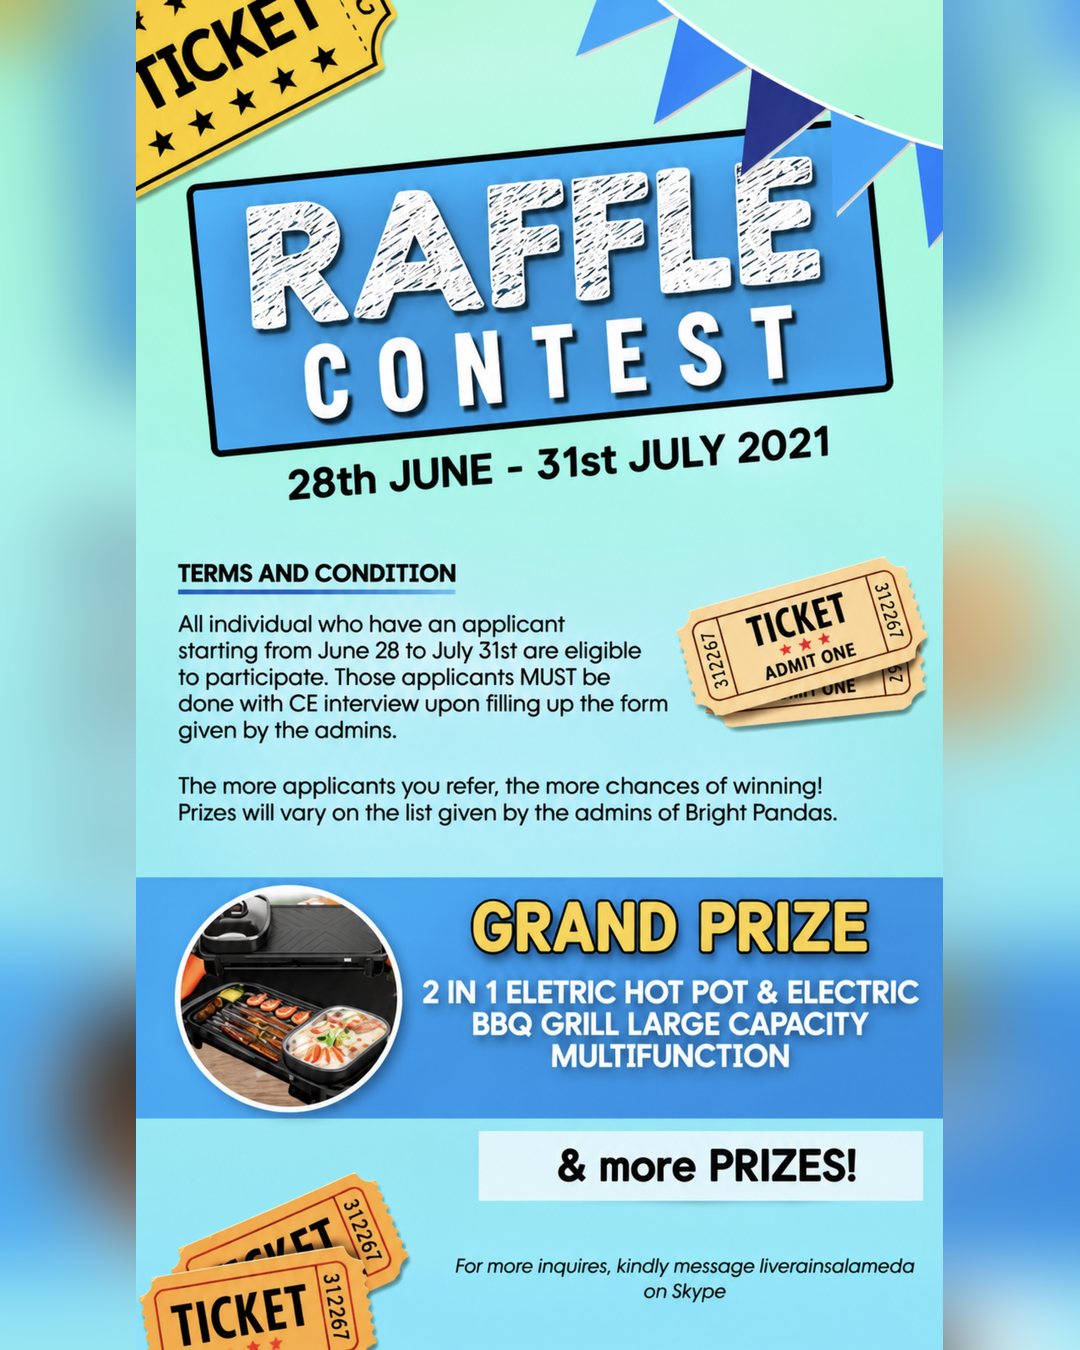 TICKET
RAFFLE
CONTEST
28th JUNE - 31st JULY 2021
TERMS AND CONDITION
All individual who have an applicant
starting from June 28 to July 31st are eligible
to participate. Those applicants MUST be
done with CE interview upon filling up the form
given by the admins.
312267
TICKET
ADMIT ONE
312267
ONE
67
The more applicants you refer, the more chances of winning!
Prizes will vary on the list given by the admins of Bright Pandas.
GRAND PRIZE
2 IN 1 ELETRIC HOT POT & ELECTRIC
BBQ GRILL LARGE CAPACITY
MULTIFUNCTION
& more PRIZES!
For more inquires, kindly message liverainsalameda
on Skype
312267
TICKET
312267